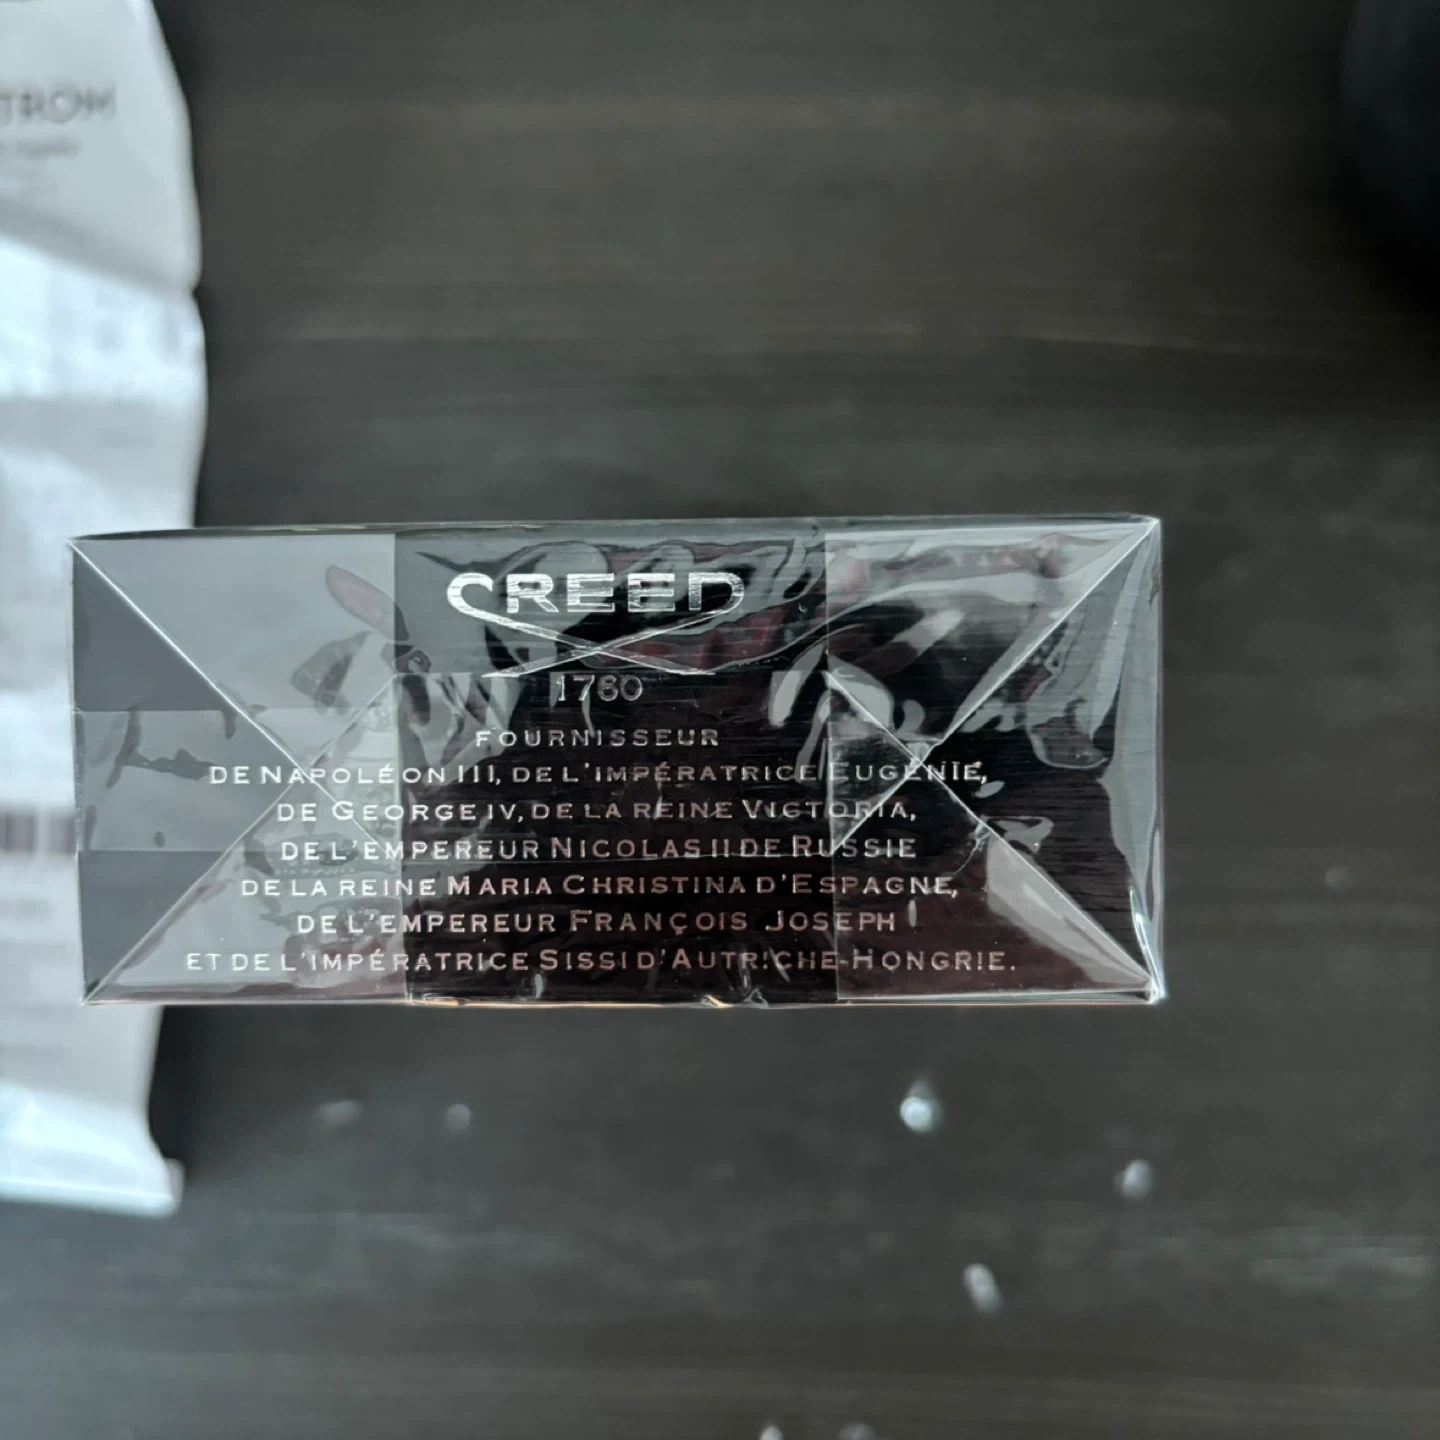 TROM
CREED
1760
FOURNISSEUR
DE NAPOLÉON III, DE L'IMPÉRATRICE EUGÉNIE,
DE GEORGE IV, DE LA REINE VICTORIA,
DE L'EMPEREUR NICOLAS II DE RUSSIE
DE LA REINE MARIA CHRISTINA D'ESPAGNE,
DE L'EMPEREUR FRANÇOIS JOSEPH
ET DE L'IMPÉRATRICE SISSI D'AUTRICHE-HONGRIE.